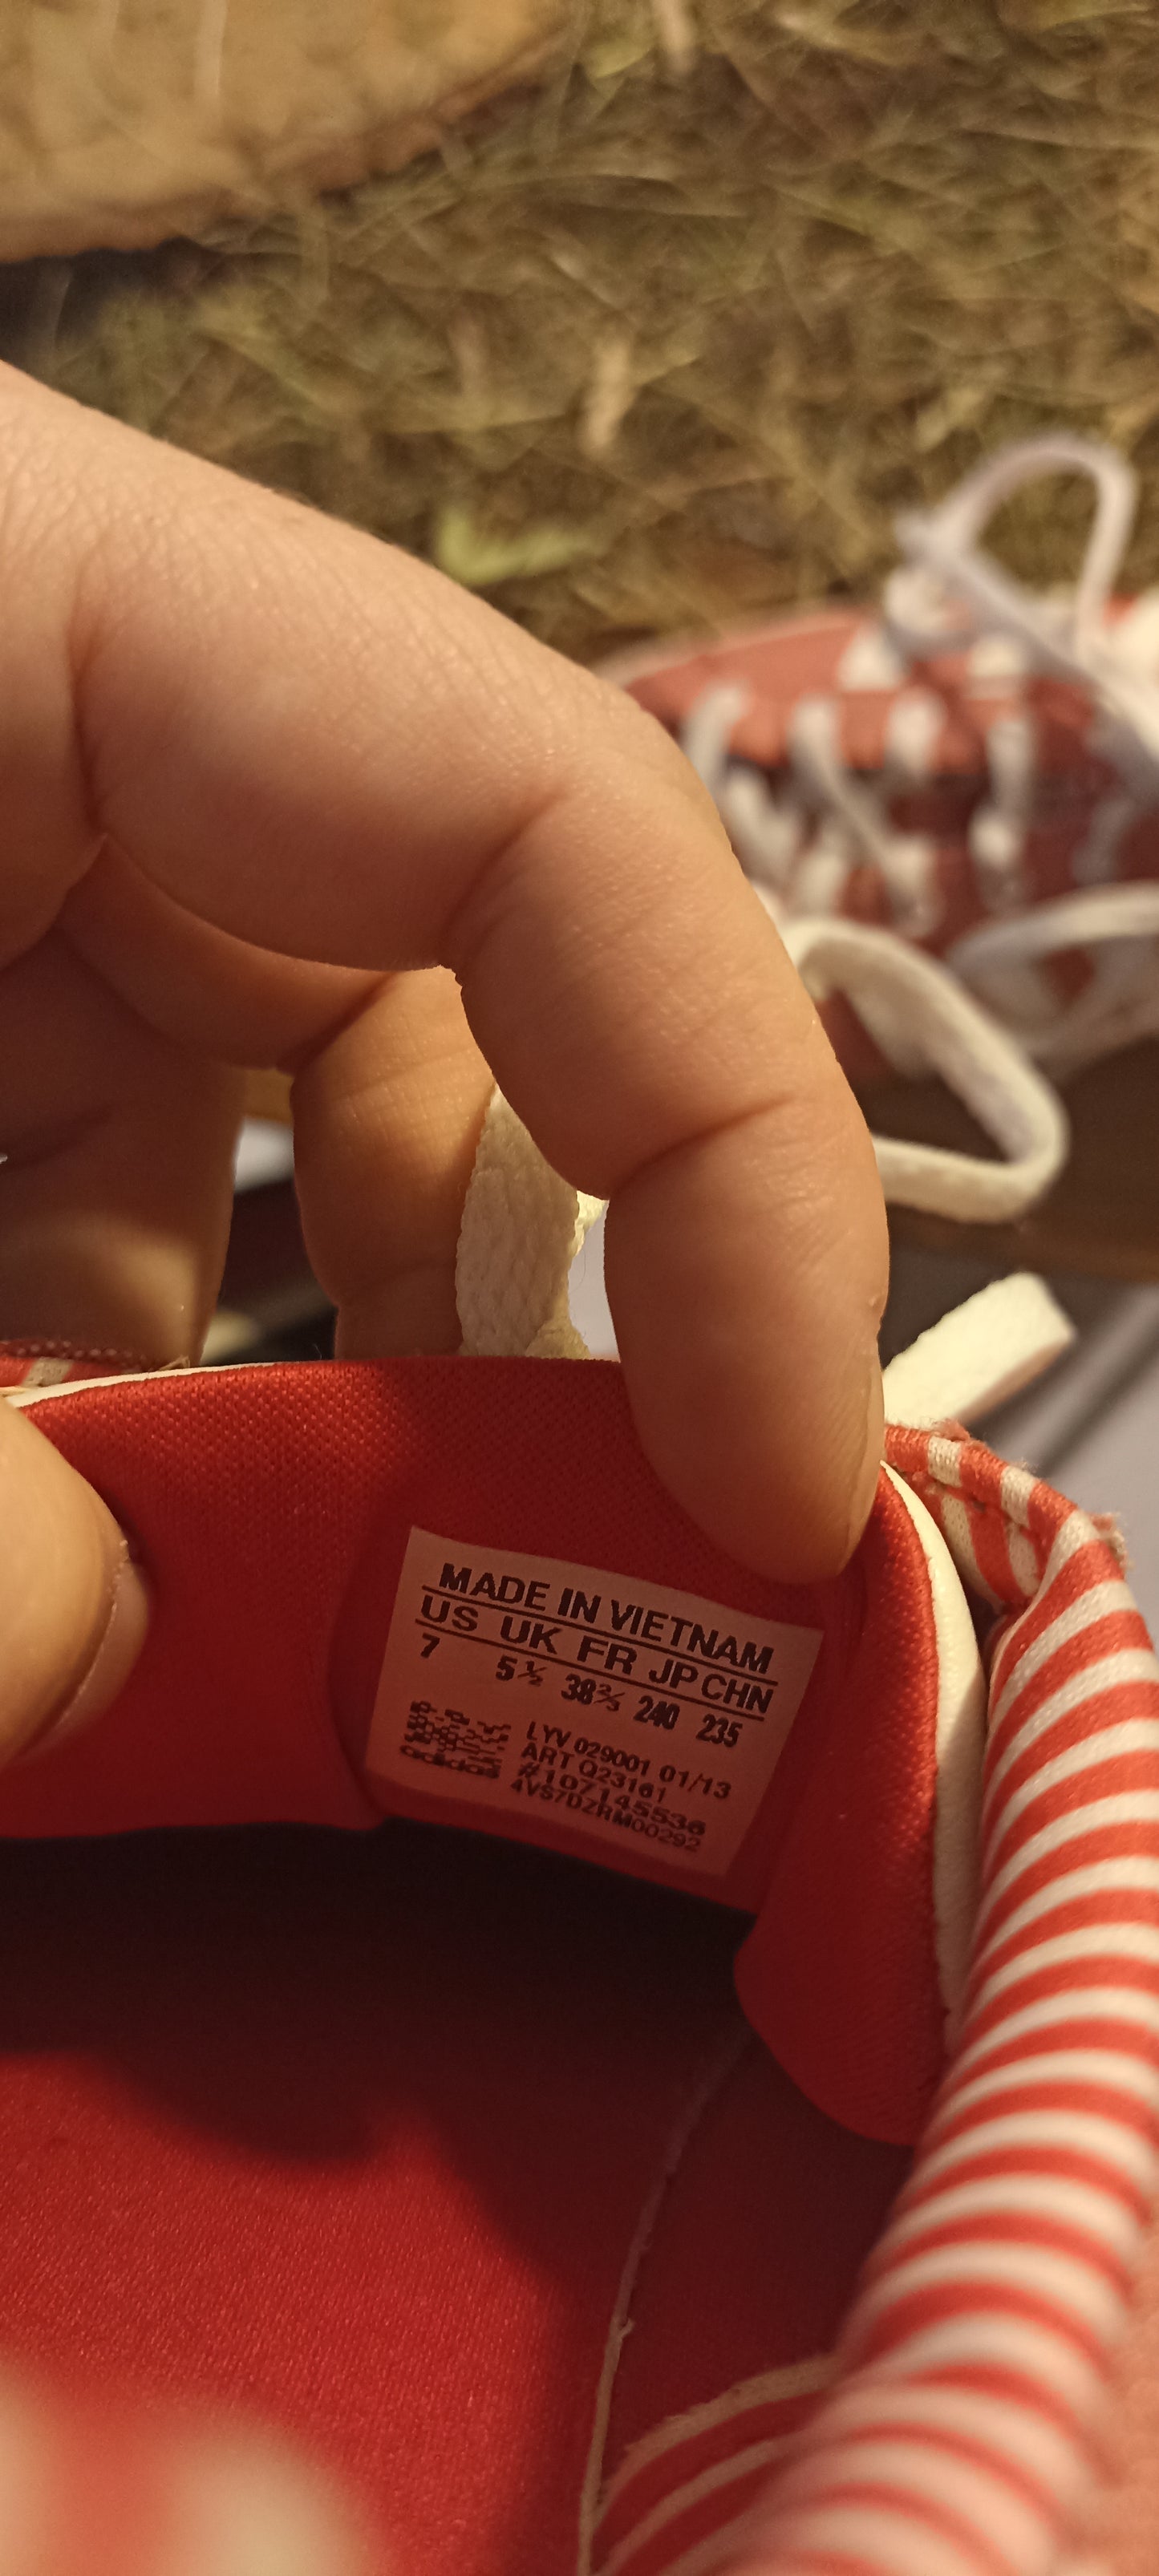 MADE IN VIETNAM
US UK FR JP CHN
7 5½ 38⅔ 240 235
LYV 029001 01/13
ART Q23161
#107145536
4VS7DZRM00292
adidas